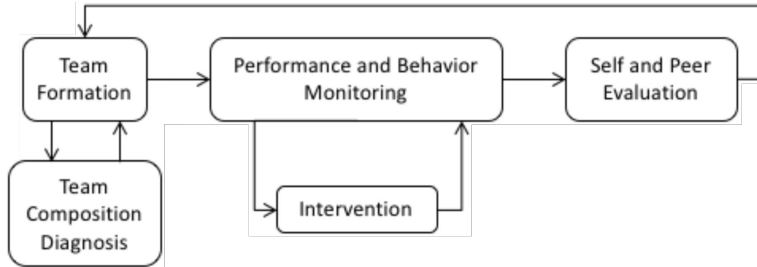 Team
Formation
Performance and Behavior
Monitoring
Self and Peer
Evaluation
Team
Composition
Diagnosis
Intervention